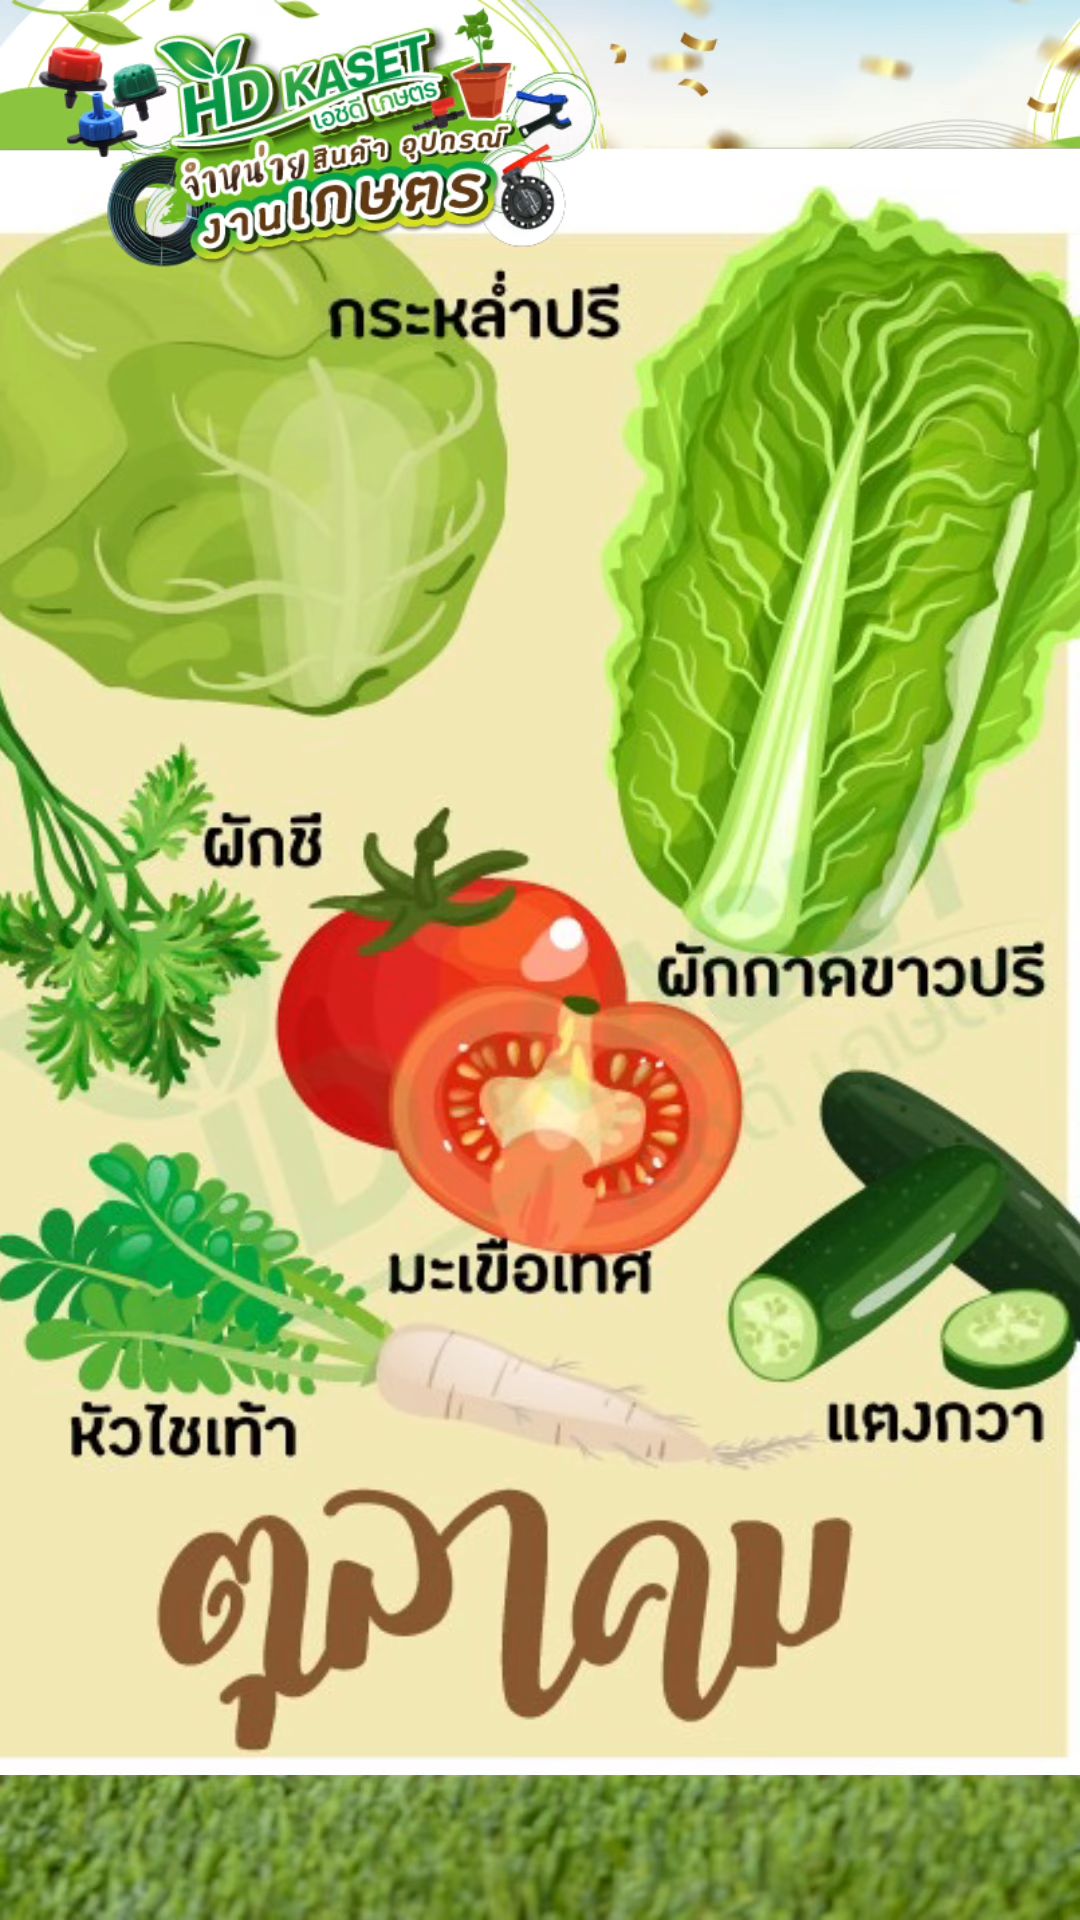 HD KASET
เอชดี เกษตร
จำหน่าย สินค้า อุปกรณ์
งานเกษตร
กระหล่ำปรี
ผักชี
ผักกาดขาวปรี
มะเขือเทศ
หัวไชเท้า
แตงกวา
ตุลาคม